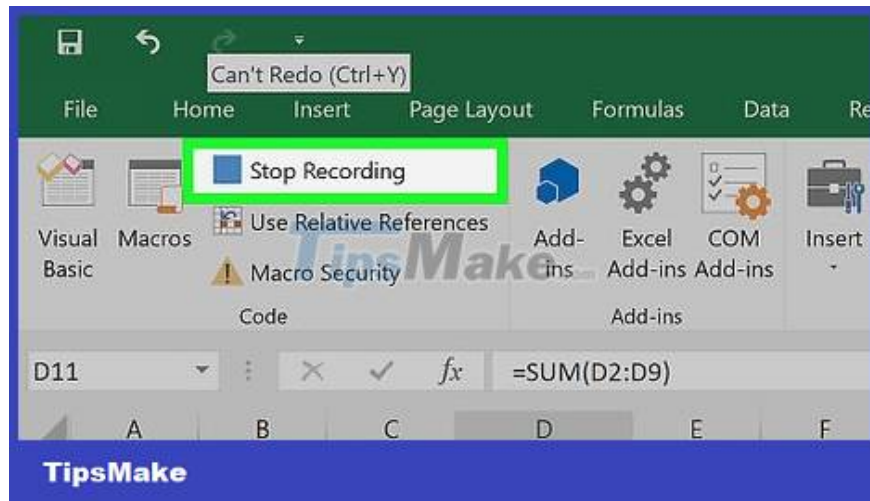 Can't Redo (Ctrl+Y)
File Home Insert Page Layout Formulas Data Re
Stop Recording
Use Relative References
Macro Security
Visual Basic
Macros
Add-ins
Excel Add-ins
COM Add-ins
Insert
Code
Add-ins
TipsMake
D11 fx =SUM(D2:D9)
A B C D E F
TipsMake